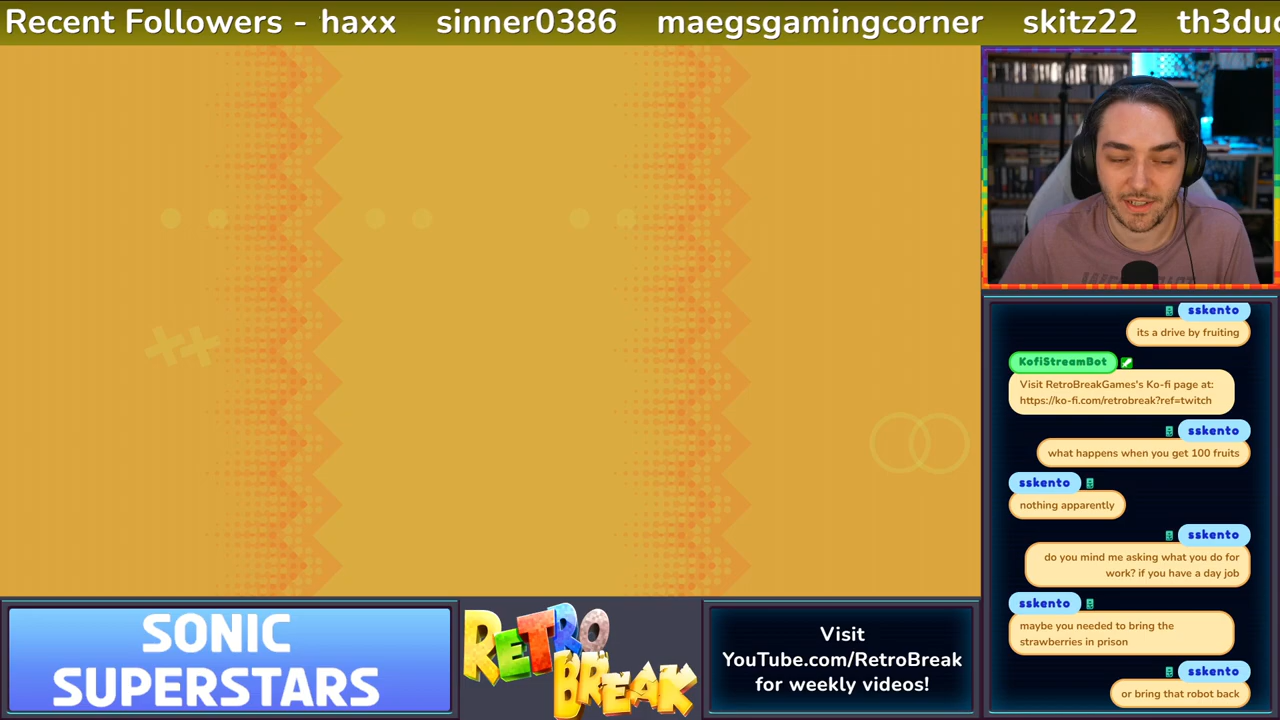 Recent Followers - haxx sinner0386 maegsgamingcorner skitz22 th3duc
sskento
its a drive by fruiting
KofiStreamBot
Visit RetroBreakGames's Ko-fi page at:
https://ko-fi.com/retrobreak?ref=twitch
sskento
what happens when you get 100 fruits
sskento
nothing apparently
sskento
do you mind me asking what you do for
work? if you have a day job
sskento
maybe you needed to bring the
strawberries in prison
sskento
or bring that robot back
SONIC
SUPERSTARS
RETRO
BREAK
Visit
YouTube.com/RetroBreak
for weekly videos!